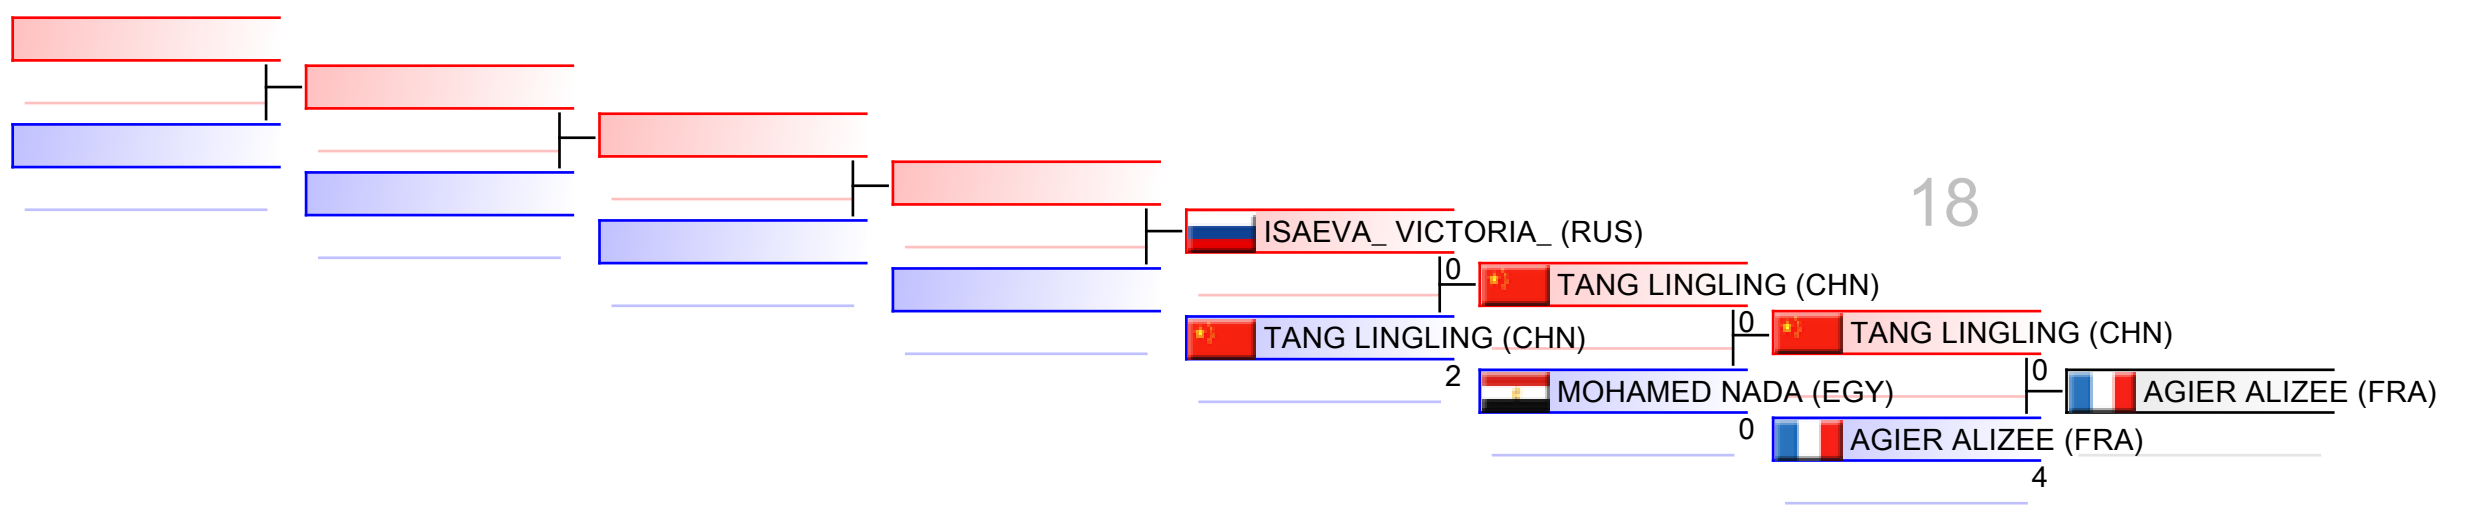 18
ISAEVA_ VICTORIA_ (RUS)
0
TANG LINGLING (CHN)
0
TANG LINGLING (CHN)
TANG LINGLING (CHN)
2
0
MOHAMED NADA (EGY)
AGIER ALIZEE (FRA)
0
AGIER ALIZEE (FRA)
4